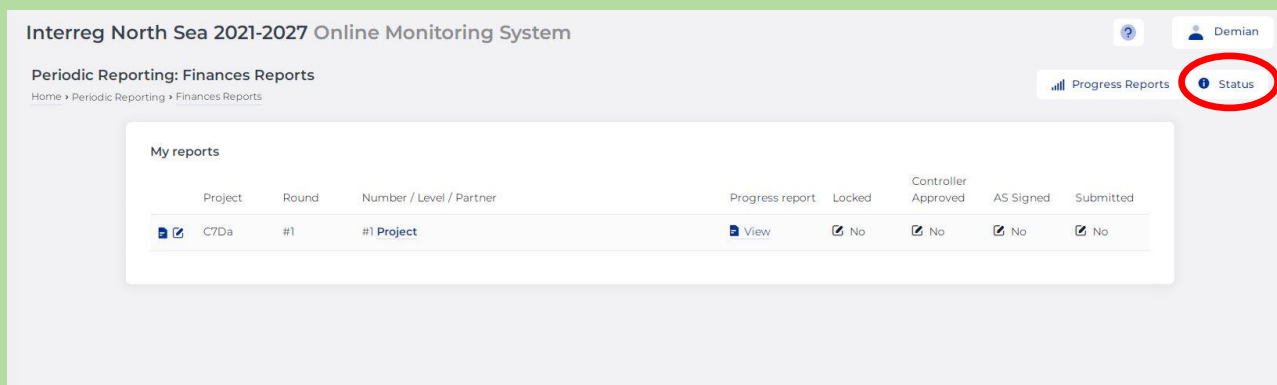 Interreg North Sea 2021-2027 Online Monitoring System
? Demian
Periodic Reporting: Finances Reports
Home › Periodic Reporting › Finances Reports
Progress Reports Status
My reports
Project Round Number / Level / Partner Progress report Locked Controller Approved AS Signed Submitted
C7Da #1 #1 Project View No No No No